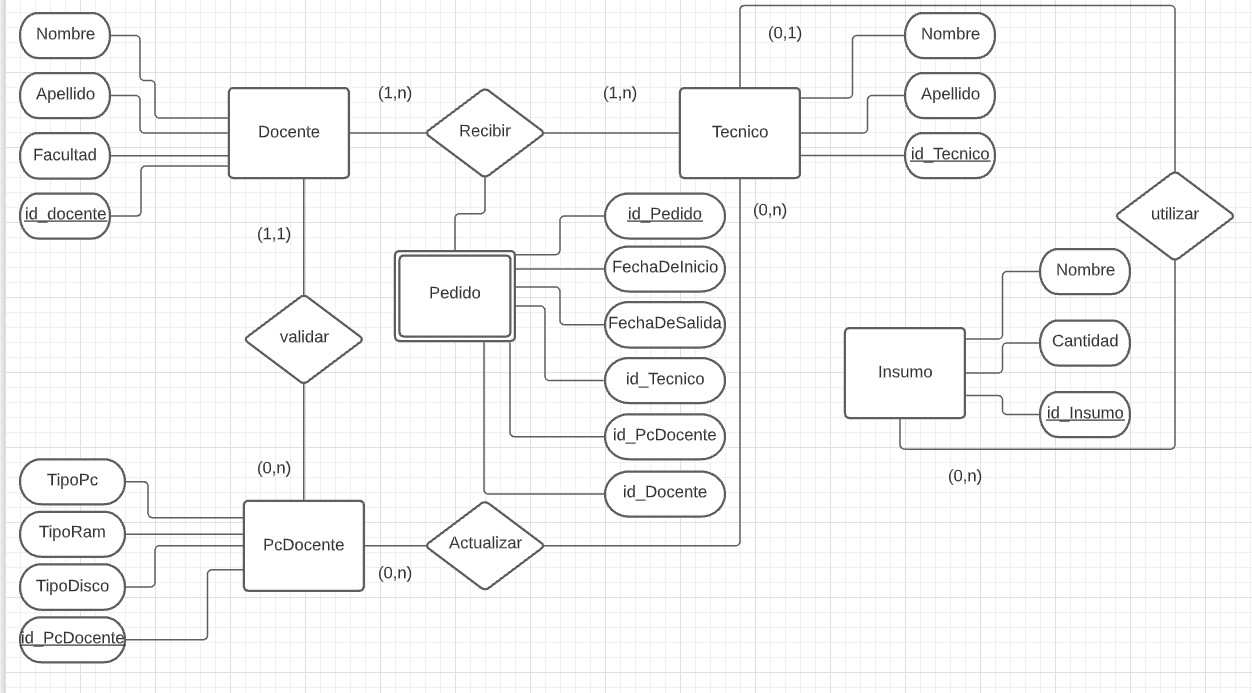 Nombre
Apellido
Facultad
id_docente
Docente
(1,n)
Recibir
(1,n)
Tecnico
(0,1)
Nombre
Apellido
id_Tecnico
(0,n)
utilizar
(1,1)
validar
(0,n)
Pedido
id_Pedido
FechaDeInicio
FechaDeSalida
id_Tecnico
id_PcDocente
id_Docente
Insumo
Nombre
Cantidad
id_Insumo
(0,n)
TipoPc
TipoRam
TipoDisco
id_PcDocente
PcDocente
(0,n)
Actualizar